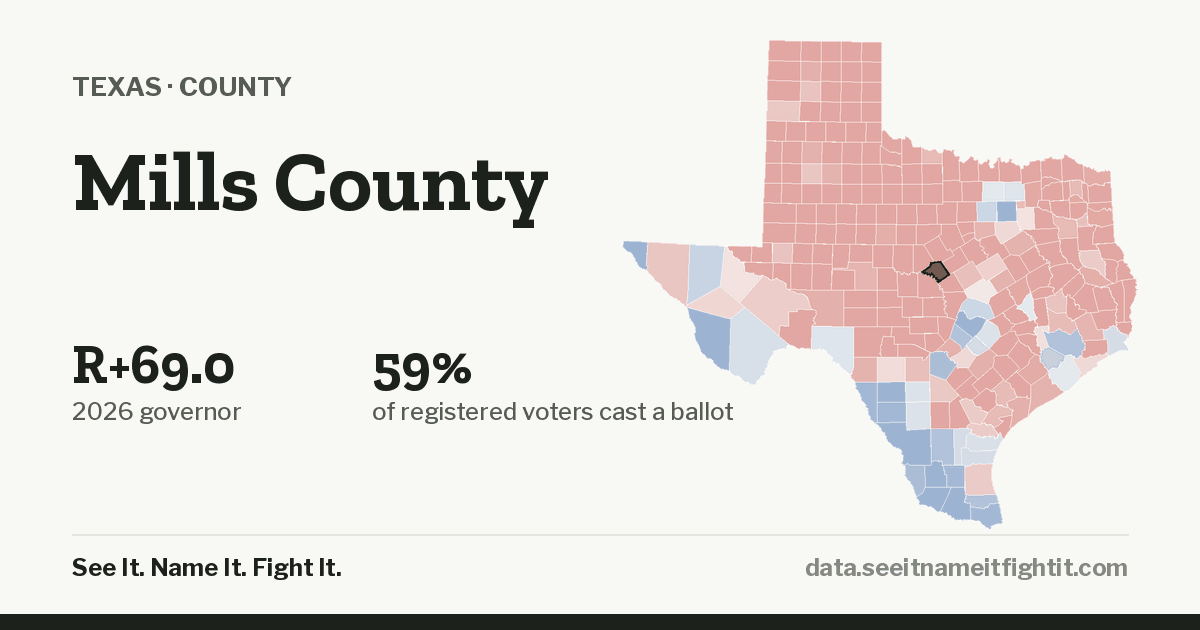 TEXAS · COUNTY
Mills County
R+69.0
2026 governor
59%
of registered voters cast a ballot
See It. Name It. Fight It.
data.seeitnameitfightit.com